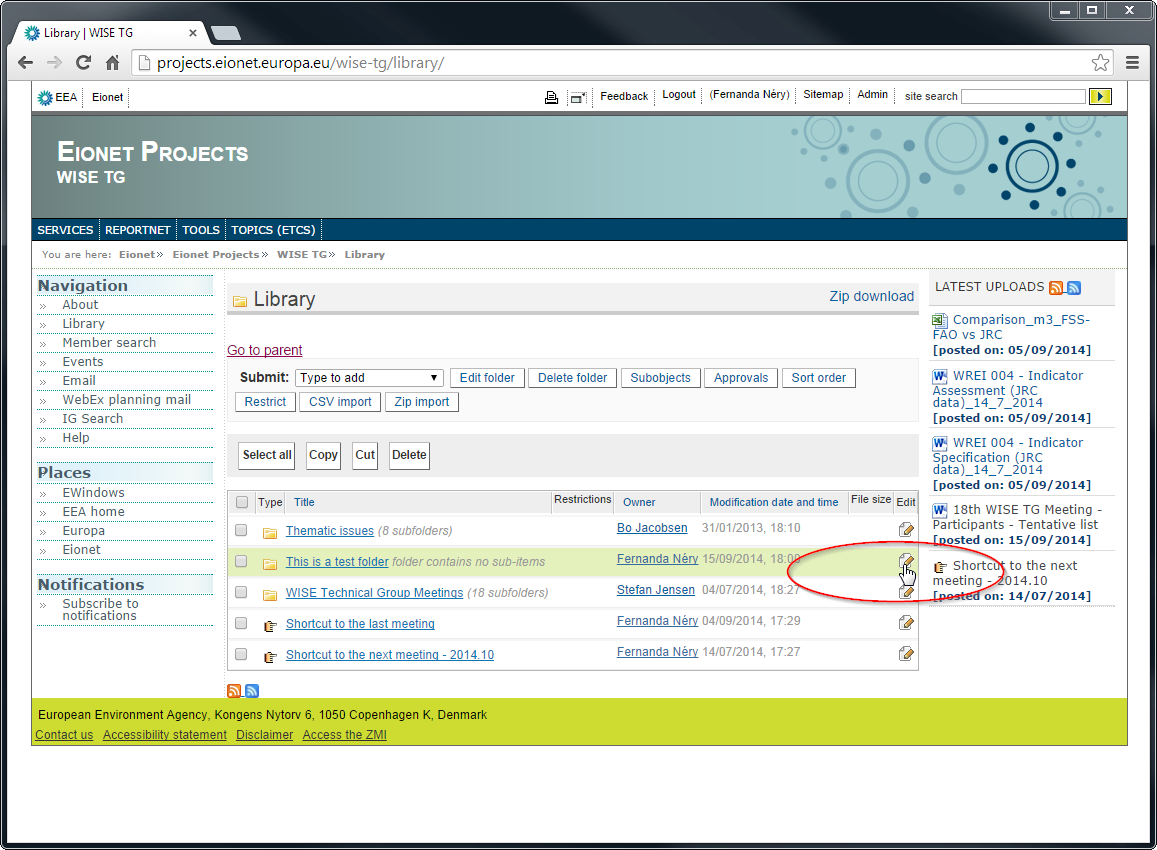 Library | WISE TG
projects.eionet.europa.eu/wise-tg/library/
EEA Eionet Feedback Logout (Fernanda Néry) Sitemap Admin site search
EIONET PROJECTS
WISE TG
SERVICES REPORTNET TOOLS TOPICS (ETCS)
You are here: Eionet» Eionet Projects» WISE TG» Library
Navigation
» About
» Library
» Member search
» Events
» Email
» WebEx planning mail
» IG Search
» Help
Places
» EWindows
» EEA home
» Europa
» Eionet
Notifications
» Subscribe to
notifications
Library Zip download
Go to parent
Submit: Type to add Edit folder Delete folder Subobjects Approvals Sort order
Restrict CSV import Zip import
Select all Copy Cut Delete
Type Title Restrictions Owner Modification date and time File size Edit
Thematic issues (8 subfolders) Bo Jacobsen 31/01/2013, 18:10
This is a test folder folder contains no sub-items Fernanda Néry 15/09/2014, 18:00
WISE Technical Group Meetings (18 subfolders) Stefan Jensen 04/07/2014, 18:27
Shortcut to the last meeting Fernanda Néry 04/09/2014, 17:29
Shortcut to the next meeting - 2014.10 Fernanda Néry 14/07/2014, 17:27
LATEST UPLOADS
Comparison_m3_FSS-
FAO vs JRC
[posted on: 05/09/2014]
WREI 004 - Indicator
Assessment (JRC
data)_14_7_2014
[posted on: 05/09/2014]
WREI 004 - Indicator
Specification (JRC
data)_14_7_2014
[posted on: 05/09/2014]
18th WISE TG Meeting -
Participants - Tentative list
[posted on: 15/09/2014]
Shortcut to the next
meeting - 2014.10
[posted on: 14/07/2014]
European Environment Agency, Kongens Nytorv 6, 1050 Copenhagen K, Denmark
Contact us Accessibility statement Disclaimer Access the ZMI